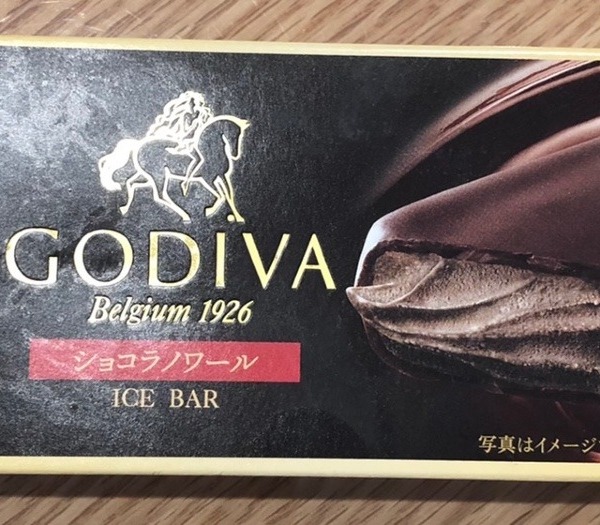 GODIVA
Belgium 1926
ショコラノワール
ICE BAR
写真はイメージ